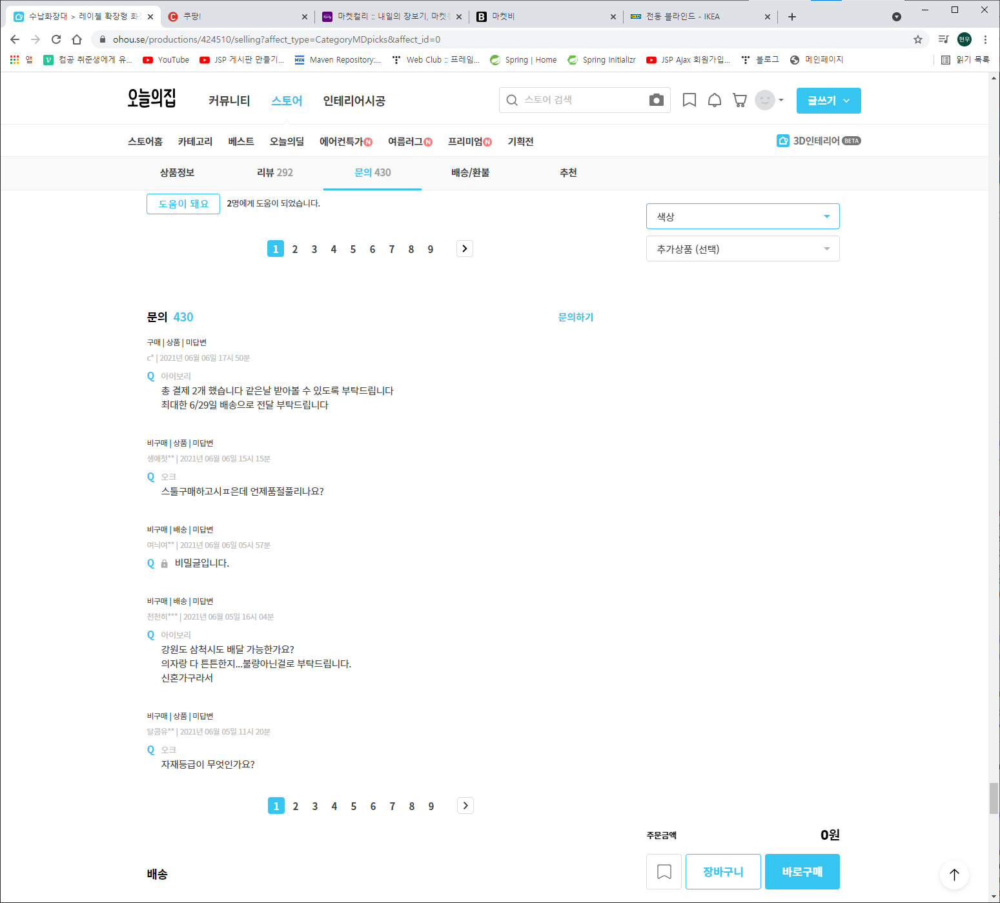 수납화장대 > 레이첼 확장형 화장
쿠팡!
마켓컬리 :: 내일의 장보기, 마켓컬
마켓비
전동 블라인드 - IKEA
ohou.se/productions/424510/selling?affect_type=CategoryMDpicks&affect_id=0
현우
앱
컴공 취준생에게 유...
YouTube
JSP 게시판 만들기...
Maven Repository:...
Web Club :: 프레임...
Spring | Home
Spring Initializr
JSP Ajax 회원가입...
블로그
메인페이지
읽기 목록
오늘의집
커뮤니티
스토어
인테리어시공
스토어 검색
글쓰기
스토어홈
카테고리
베스트
오늘의딜
에어컨특가 N
여름러그 N
프리미엄 N
기획전
3D인테리어 BETA
상품정보
리뷰 292
문의 430
배송/환불
추천
도움이 돼요
2명에게 도움이 되었습니다.
색상
추가상품 (선택)
1 2 3 4 5 6 7 8 9
문의 430
문의하기
구매 | 상품 | 미답변
c* | 2021년 06월 06일 17시 50분
Q 아이보리
총 결제 2개 했습니다 같은날 받아볼 수 있도록 부탁드립니다
최대한 6/29일 배송으로 전달 부탁드립니다
비구매 | 상품 | 미답변
생애첫** | 2021년 06월 06일 15시 15분
Q 오크
스툴구매하고시ㅍ은데 언제품절풀리나요?
비구매 | 배송 | 미답변
여늬여** | 2021년 06월 06일 05시 57분
Q 비밀글입니다.
비구매 | 배송 | 미답변
천천히*** | 2021년 06월 05일 16시 04분
Q 아이보리
강원도 삼척시도 배달 가능한가요?
의자랑 다 튼튼한지...불량아닌걸로 부탁드립니다.
신혼가구라서
비구매 | 상품 | 미답변
달콤유** | 2021년 06월 05일 11시 20분
Q 오크
자재등급이 무엇인가요?
1 2 3 4 5 6 7 8 9
주문금액
0원
배송
장바구니
바로구매